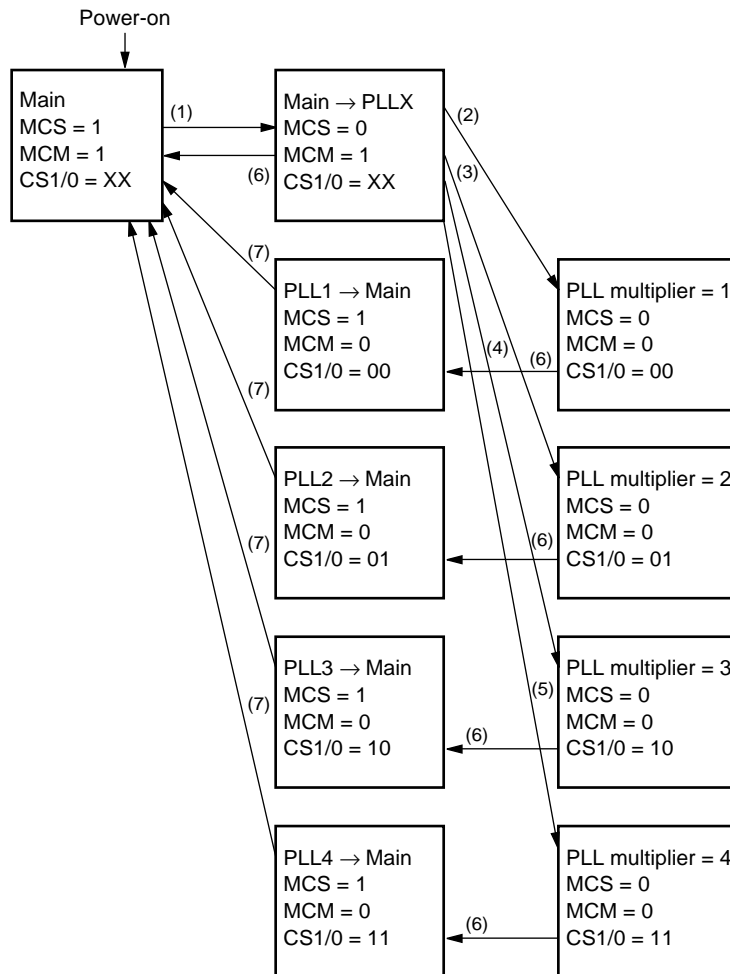 Power-on
Main
MCS = 1
MCM = 1
CS1/0 = XX
(1)
(6)
Main → PLLX
MCS = 0
MCM = 1
CS1/0 = XX
(2)
(3)
(4)
(5)
(7)
PLL1 → Main
MCS = 1
MCM = 0
CS1/0 = 00
(6)
PLL multiplier = 1
MCS = 0
MCM = 0
CS1/0 = 00
(7)
PLL2 → Main
MCS = 1
MCM = 0
CS1/0 = 01
(6)
PLL multiplier = 2
MCS = 0
MCM = 0
CS1/0 = 01
(7)
PLL3 → Main
MCS = 1
MCM = 0
CS1/0 = 10
(6)
PLL multiplier = 3
MCS = 0
MCM = 0
CS1/0 = 10
(7)
PLL4 → Main
MCS = 1
MCM = 0
CS1/0 = 11
(6)
PLL multiplier = 4
MCS = 0
MCM = 0
CS1/0 = 11